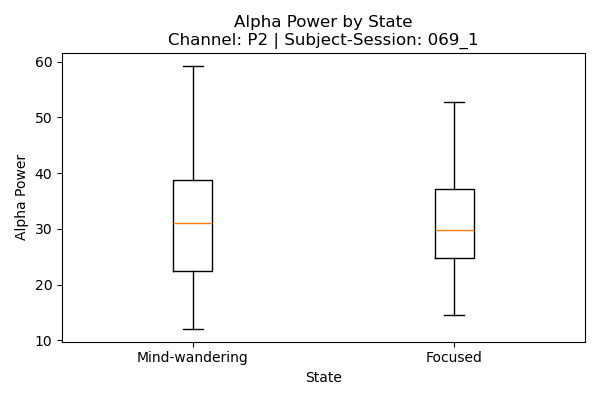 Alpha Power by State
Channel: P2 | Subject-Session: 069_1
60
50
40
30
20
10
Alpha Power
Mind-wandering
Focused
State